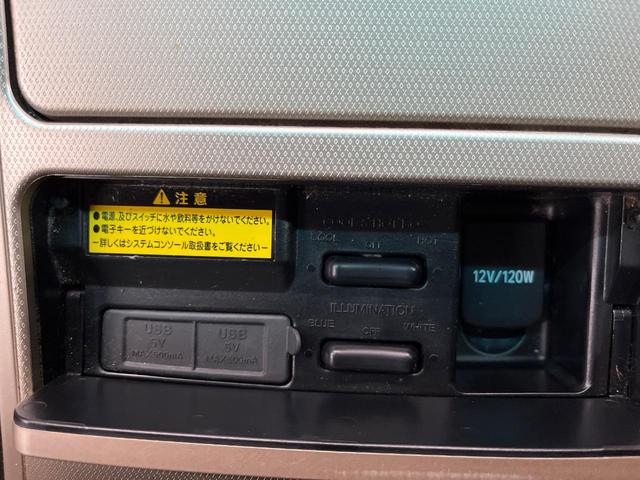 ⚠注意
●電源、及びスイッチに水や飲料等をかけないでください。
●電子キーを近づけないでください。
ー詳しくはシステムコンソール取扱書をご覧くださいー
COOL OFF HOT
ILLUMINATION
BLUE OFF WHITE
USB
5V
USB
5V
12V/120W